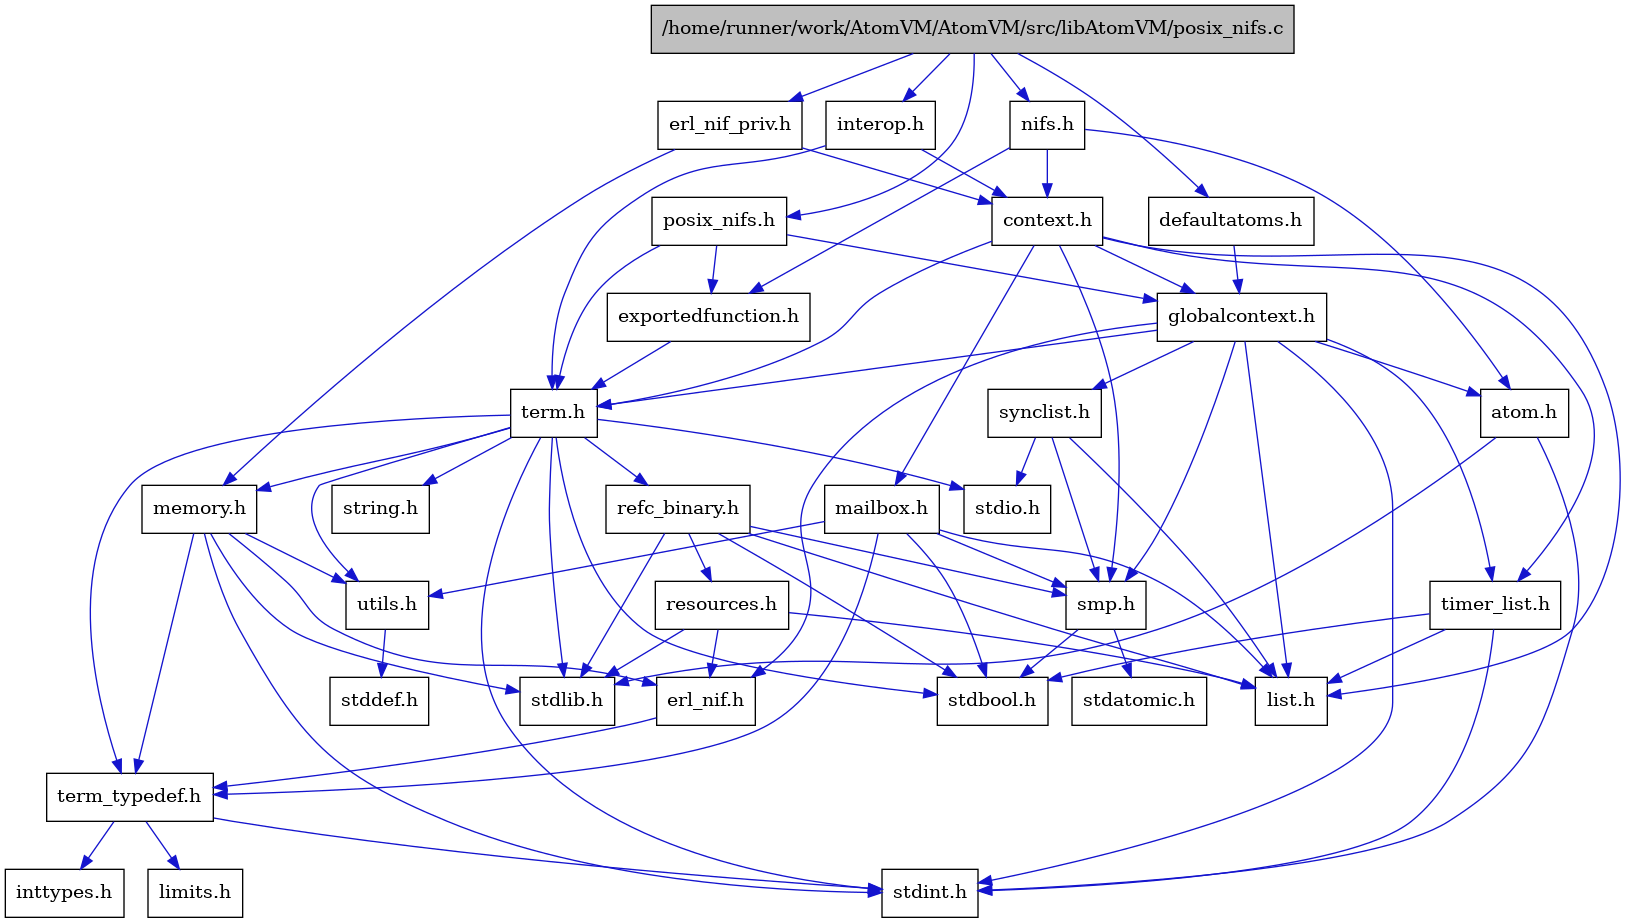 /home/runner/work/AtomVM/AtomVM/src/libAtomVM/posix_nifs.c
erl_nif_priv.h
interop.h
nifs.h
posix_nifs.h
context.h
defaultatoms.h
exportedfunction.h
globalcontext.h
term.h
synclist.h
atom.h
memory.h
string.h
refc_binary.h
mailbox.h
stdio.h
utils.h
resources.h
smp.h
timer_list.h
stddef.h
stdlib.h
erl_nif.h
stdbool.h
stdatomic.h
list.h
term_typedef.h
inttypes.h
limits.h
stdint.h